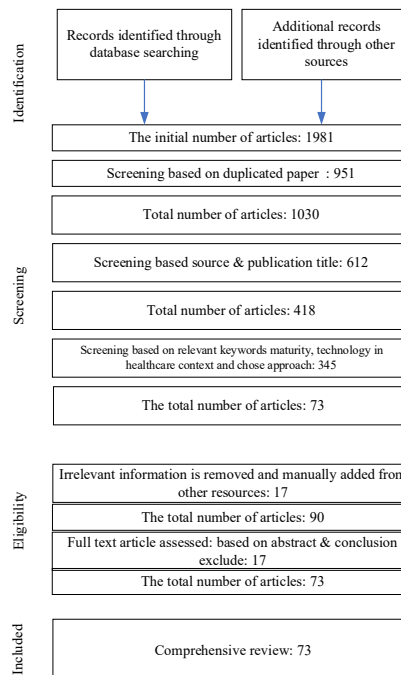 Identification
Records identified through
database searching
Additional records
identified through other
sources
The initial number of articles: 1981
Screening based on duplicated paper : 951
Screening
Total number of articles: 1030
Screening based source & publication title: 612
Total number of articles: 418
Screening based on relevant keywords maturity, technology in
healthcare context and chose approach: 345
The total number of articles: 73
Eligibility
Irrelevant information is removed and manually added from
other resources: 17
The total number of articles: 90
Full text article assessed: based on abstract & conclusion
exclude: 17
The total number of articles: 73
Included
Comprehensive review: 73